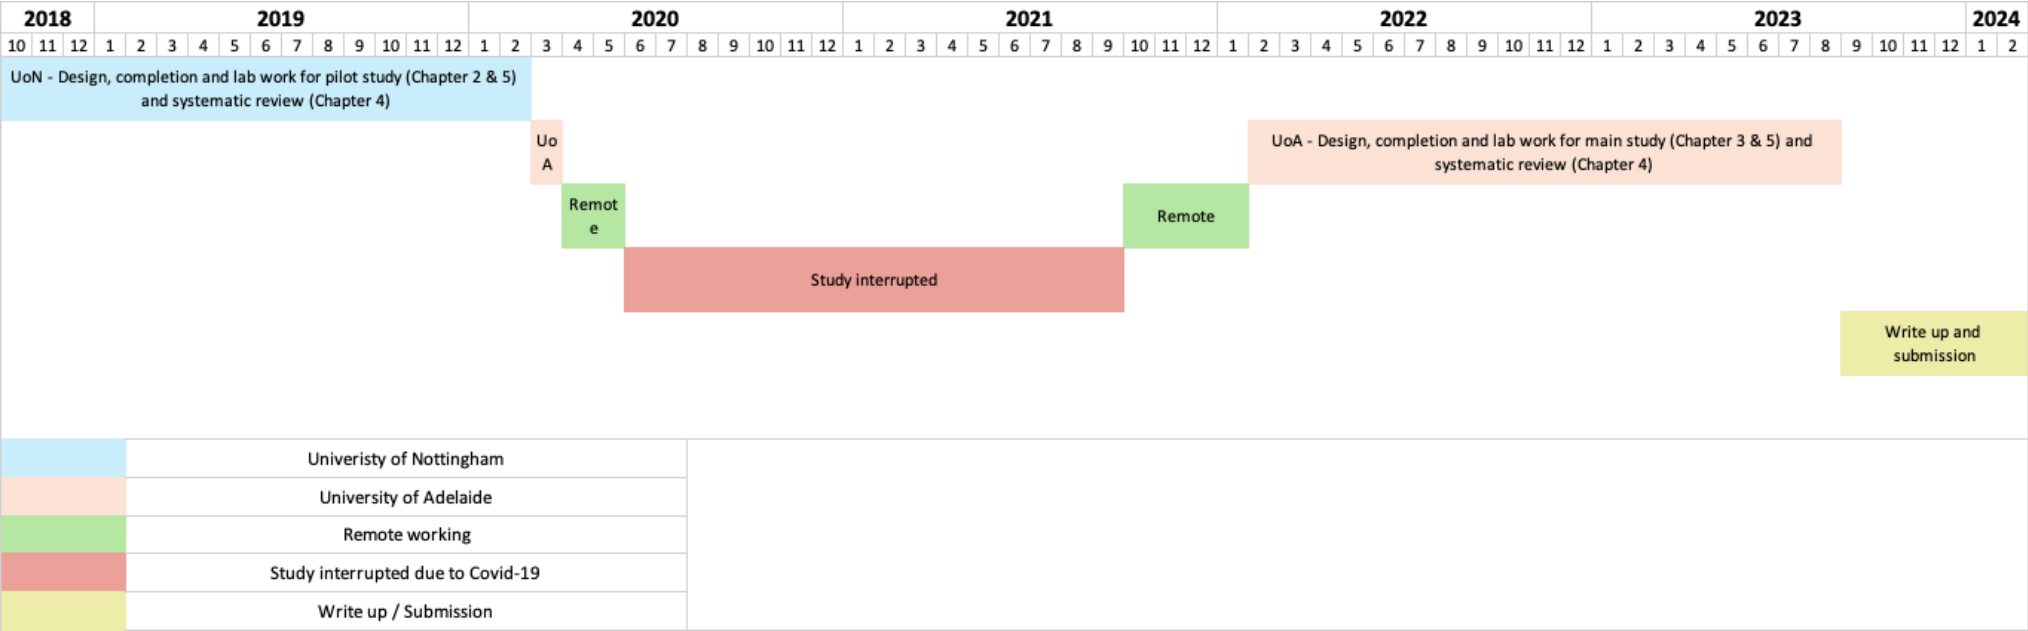 2018 2019 2020 2021 2022 2023 2024
10 11 12 1 2 3 4 5 6 7 8 9 10 11 12 1 2 3 4 5 6 7 8 9 10 11 12 1 2 3 4 5 6 7 8 9 10 11 12 1 2 3 4 5 6 7 8 9 10 11 12 1 2 3 4 5 6 7 8 9 10 11 12 1 2
UoN - Design, completion and lab work for pilot study (Chapter 2 & 5)
and systematic review (Chapter 4)
Uo
A
UoA - Design, completion and lab work for main study (Chapter 3 & 5) and
systematic review (Chapter 4)
Remot
e
Remote
Study interrupted
Write up and
submission
Univeristy of Nottingham
University of Adelaide
Remote working
Study interrupted due to Covid-19
Write up / Submission